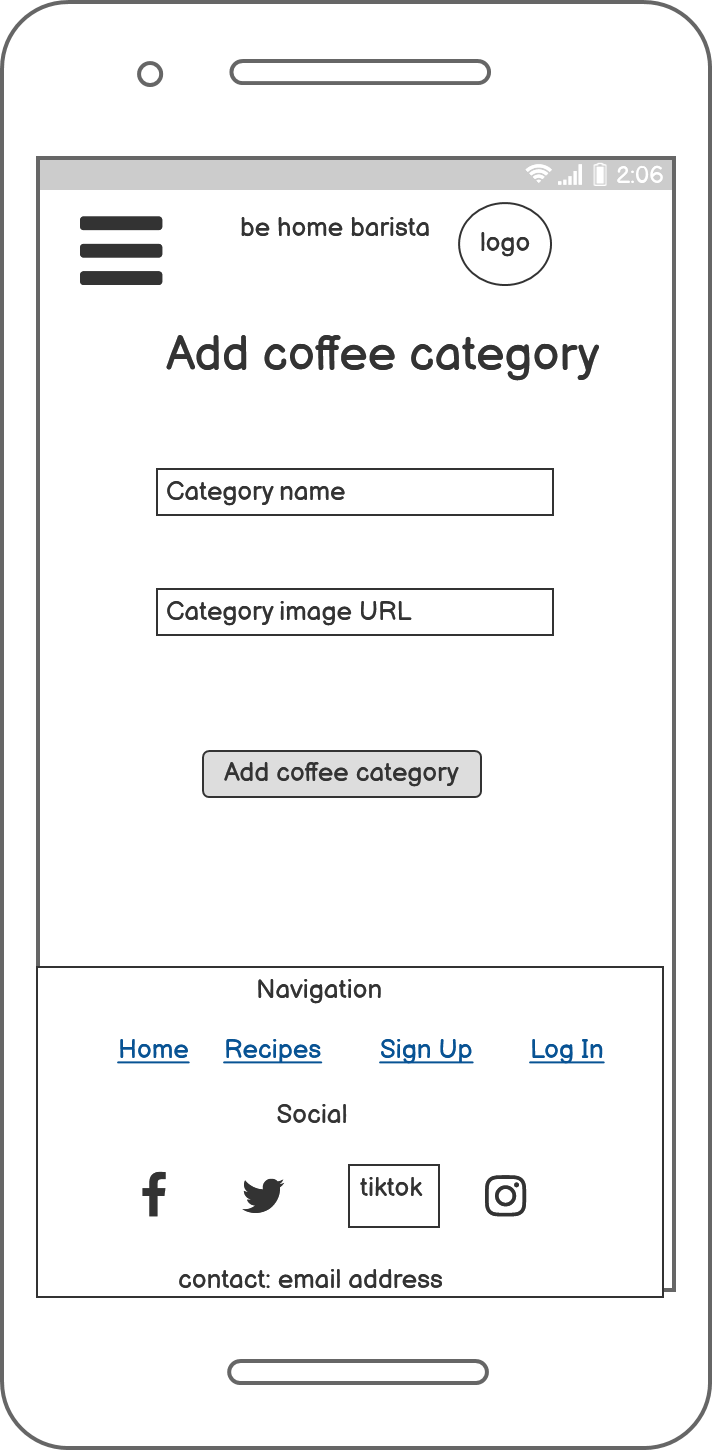 2:06
be home barista
logo
Add coffee category
Category name
Category image URL
Add coffee category
Navigation
Home Recipes Sign Up Log In
Social
tiktok
contact: email address